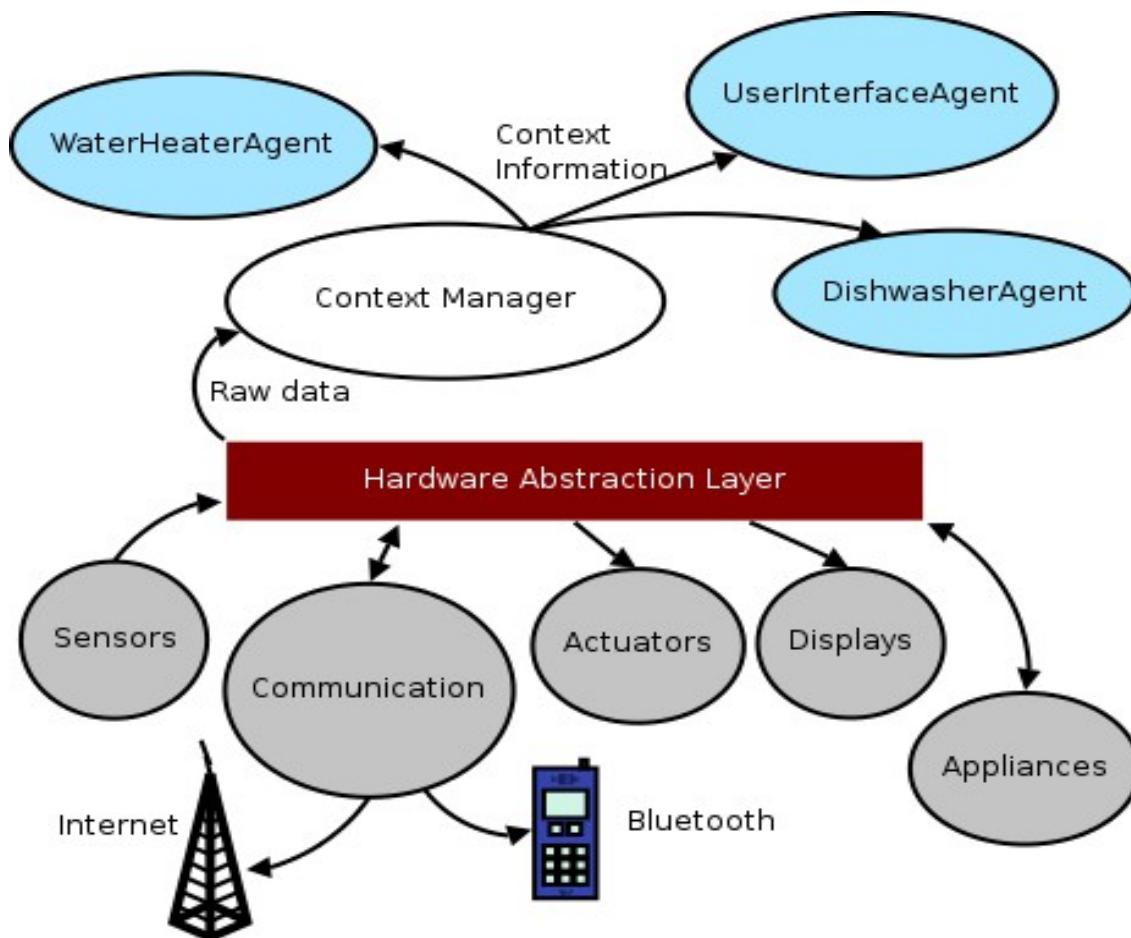 UserInterfaceAgent
WaterHeaterAgent
Context
Information
Context Manager
DishwasherAgent
Raw data
Hardware Abstraction Layer
Sensors
Communication
Actuators
Displays
Appliances
Internet
Bluetooth